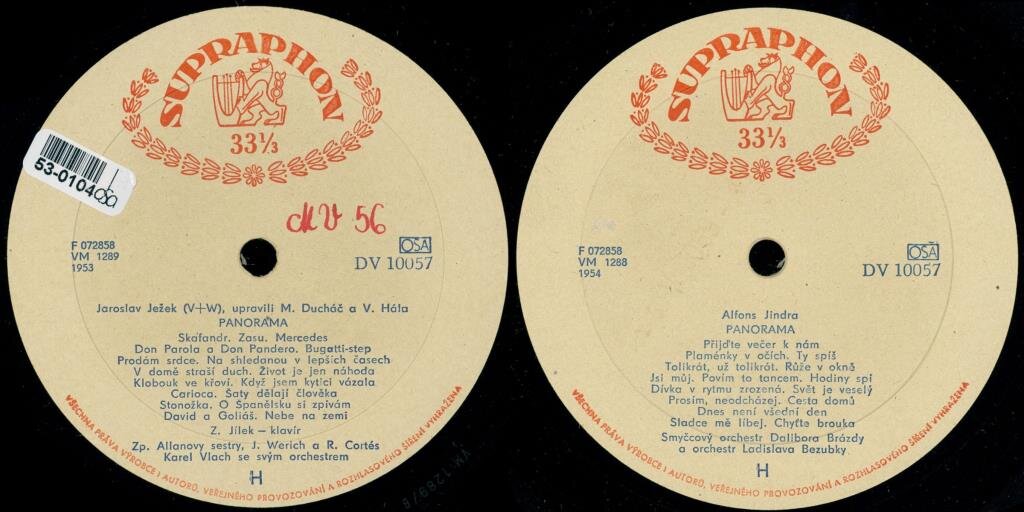 SUPRAPHON
33⅓
53-0104
OSA
MV 56
F 072858
VM 1289
1953
OSA
DV 10057
Jaroslav Ježek (V+W), upravili M. Ducháč a V. Hála
PANORAMA
Skafandr. Zasu. Mercedes
Don Parola a Don Pandero. Bugatti-step
Prodám srdce. Na shledanou v lepších časech
V domě straší duch. Život je jen náhoda
Klobouk ve křoví. Když jsem kytici vázala
Carioca. Šaty dělají člověka
Stonožka. O Španělsku si zpívám
David a Goliáš. Nebe na zemi
Z. Jílek – klavír
Zp. Allanovy sestry, J. Werich a R. Cortés
Karel Vlach se svým orchestrem
H
VŠECHNA PRÁVA VÝROBCE I AUTORŮ, VEŘEJNÉHO PROVOZOVÁNÍ A ROZHLASOVÉHO ŠÍŘENÍ VYHRAŽENA
SUPRAPHON
33⅓
F 072858
VM 1288
1954
OSA
DV 10057
Alfons Jindra
PANORAMA
Přijďte večer k nám
Plaménky v očích. Ty spíš
Tolikrát, už tolikrát. Růže v okně
Jsi můj. Povím to tancem. Hodiny spí
Dívka v rytmu zrozená. Svět je veselý
Prosím, neodcházej. Cesta domů
Dnes není všední den
Sladce mě líbej. Chyťte brouka
Smyčcový orchestr Dalibora Brázdy
a orchestr Ladislava Bezubky
H
VŠECHNA PRÁVA VÝROBCE I AUTORŮ, VEŘEJNÉHO PROVOZOVÁNÍ A ROZHLASOVÉHO ŠÍŘENÍ VYHRAŽENA